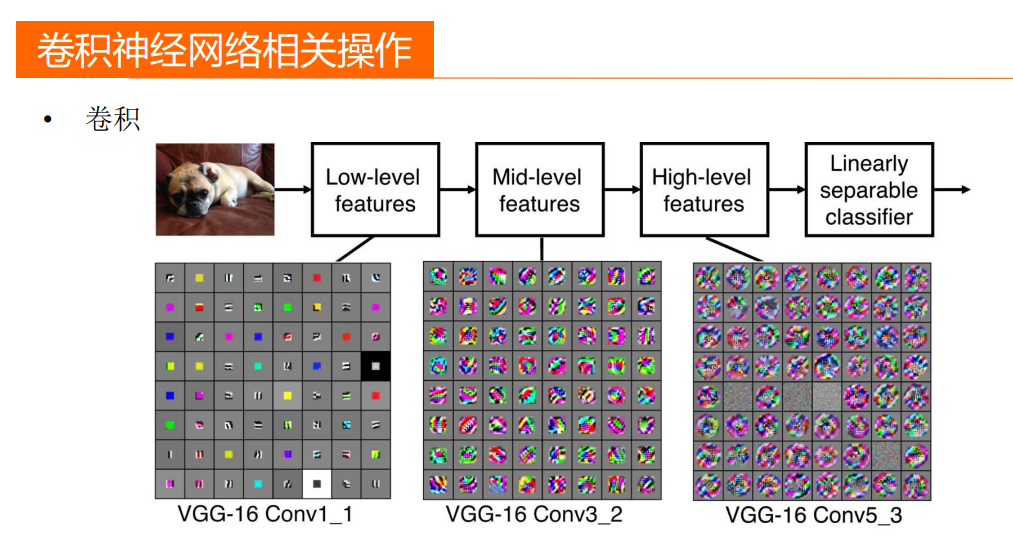 卷积神经网络相关操作
• 卷积
Low-level
features
Mid-level
features
High-level
features
Linearly
separable
classifier
VGG-16 Conv1_1
VGG-16 Conv3_2
VGG-16 Conv5_3